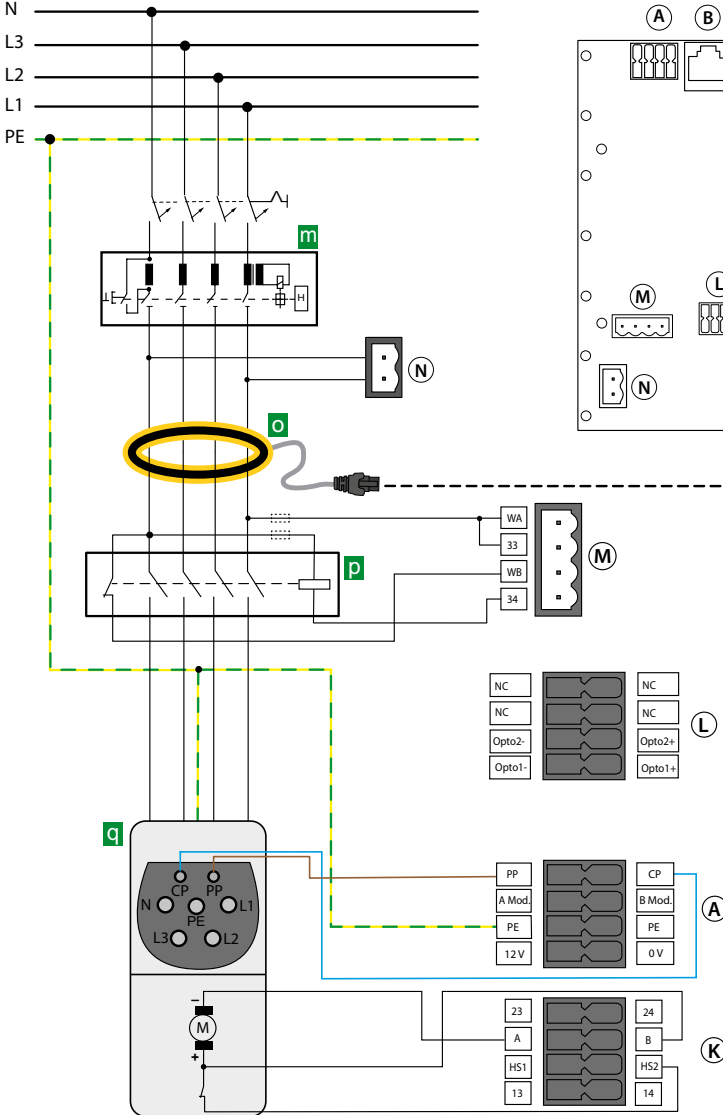 N
L3
L2
L1
PE
A B
m
H
M
L
N
N
o
WA
33
WB
34
M
p
NC NC
NC NC
Opto2- Opto2+
Opto1- Opto1+
L
q
CP PP
N PE L1
L3 L2
PP CP
A Mod. B Mod.
PE PE
12 V 0 V
A
–
M
+
23 24
A B
HS1 HS2
13 14
K